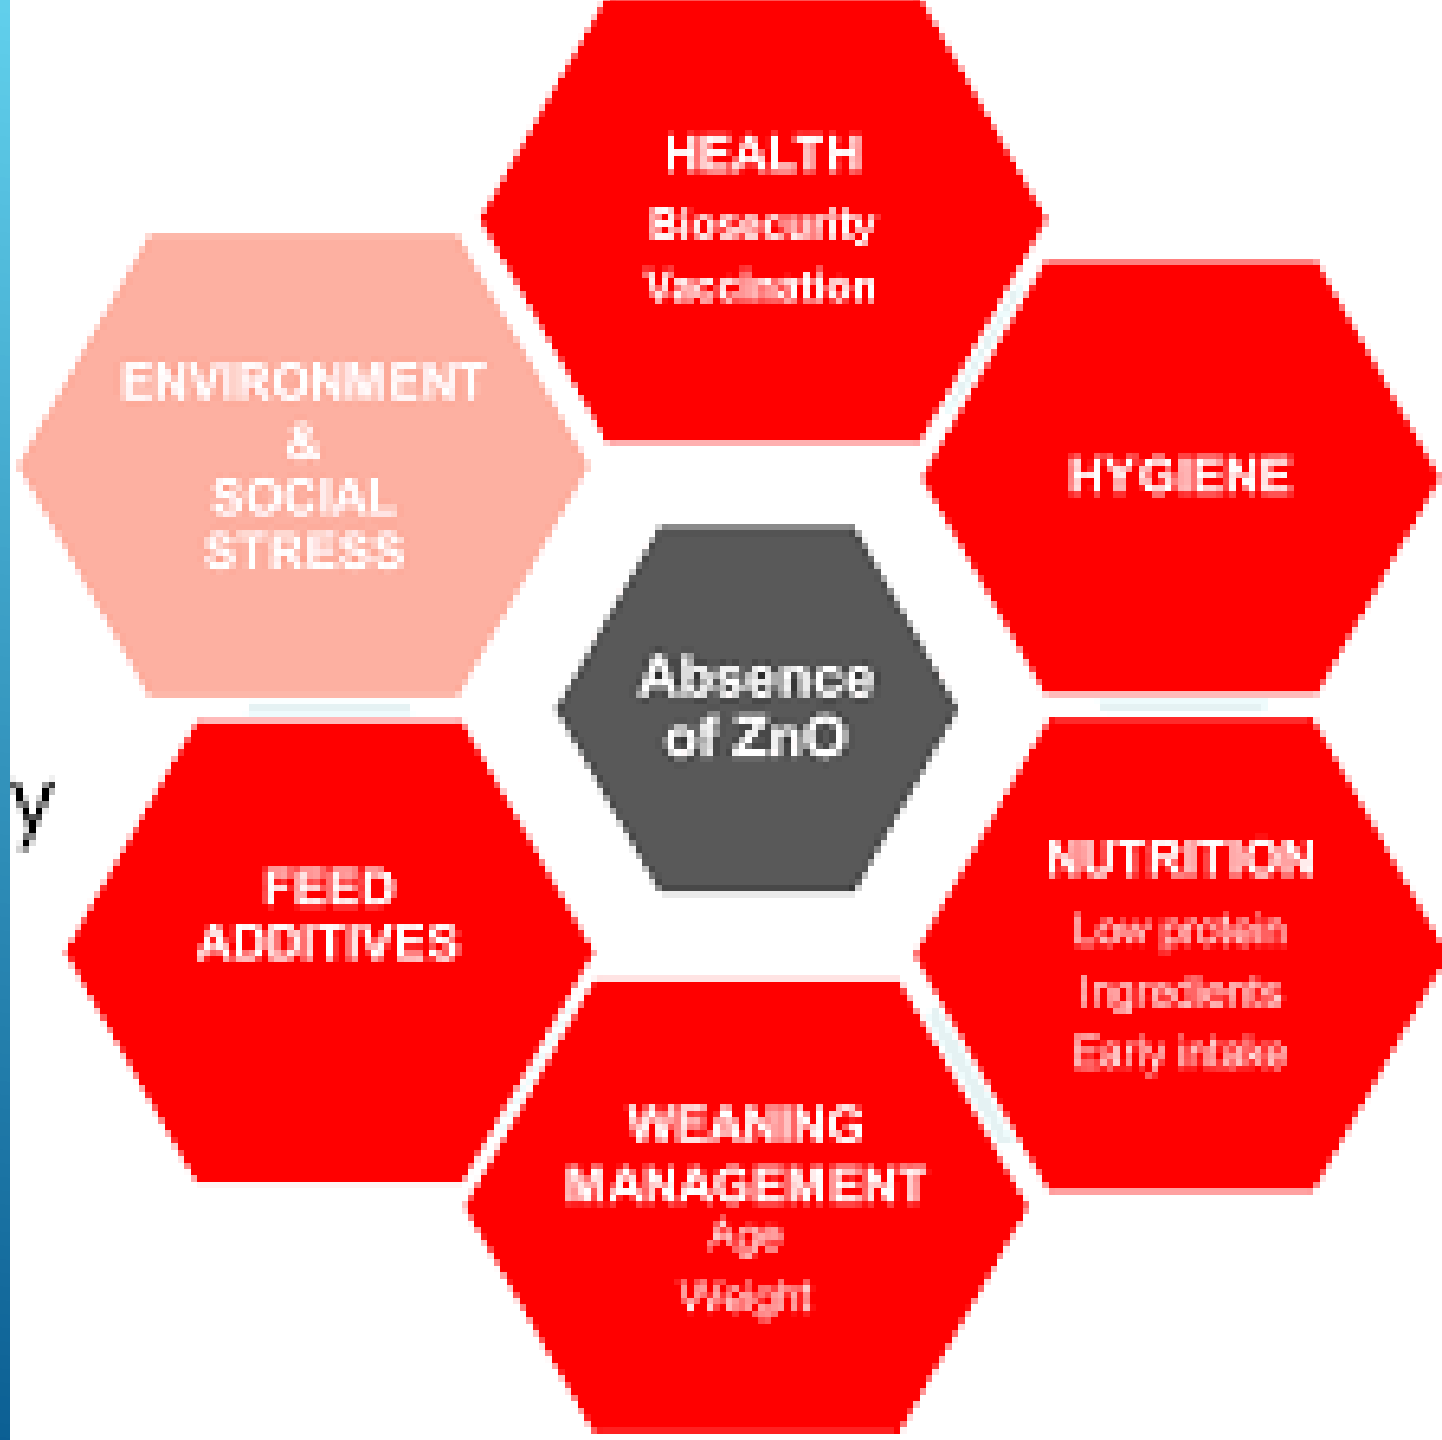 HEALTH
Biosecurity
Vaccination
HYGIENE
ENVIRONMENT
&
SOCIAL
STRESS
Absence
of ZnO
NUTRITION
Low protein
Ingredients
Early intake
y
FEED
ADDITIVES
WEANING
MANAGEMENT
Age
Weight